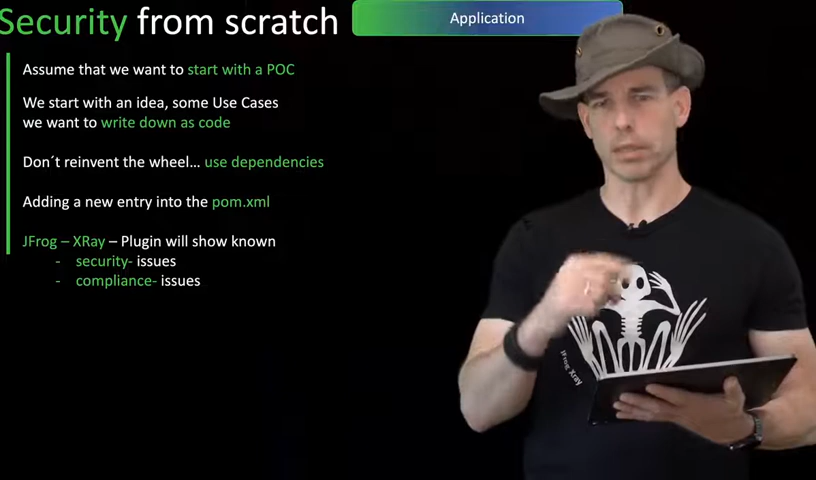 Security from scratch
Application
Assume that we want to start with a POC
We start with an idea, some Use Cases
we want to write down as code
Don´t reinvent the wheel... use dependencies
Adding a new entry into the pom.xml
JFrog – XRay – Plugin will show known
- security- issues
- compliance- issues
JFrog Xray